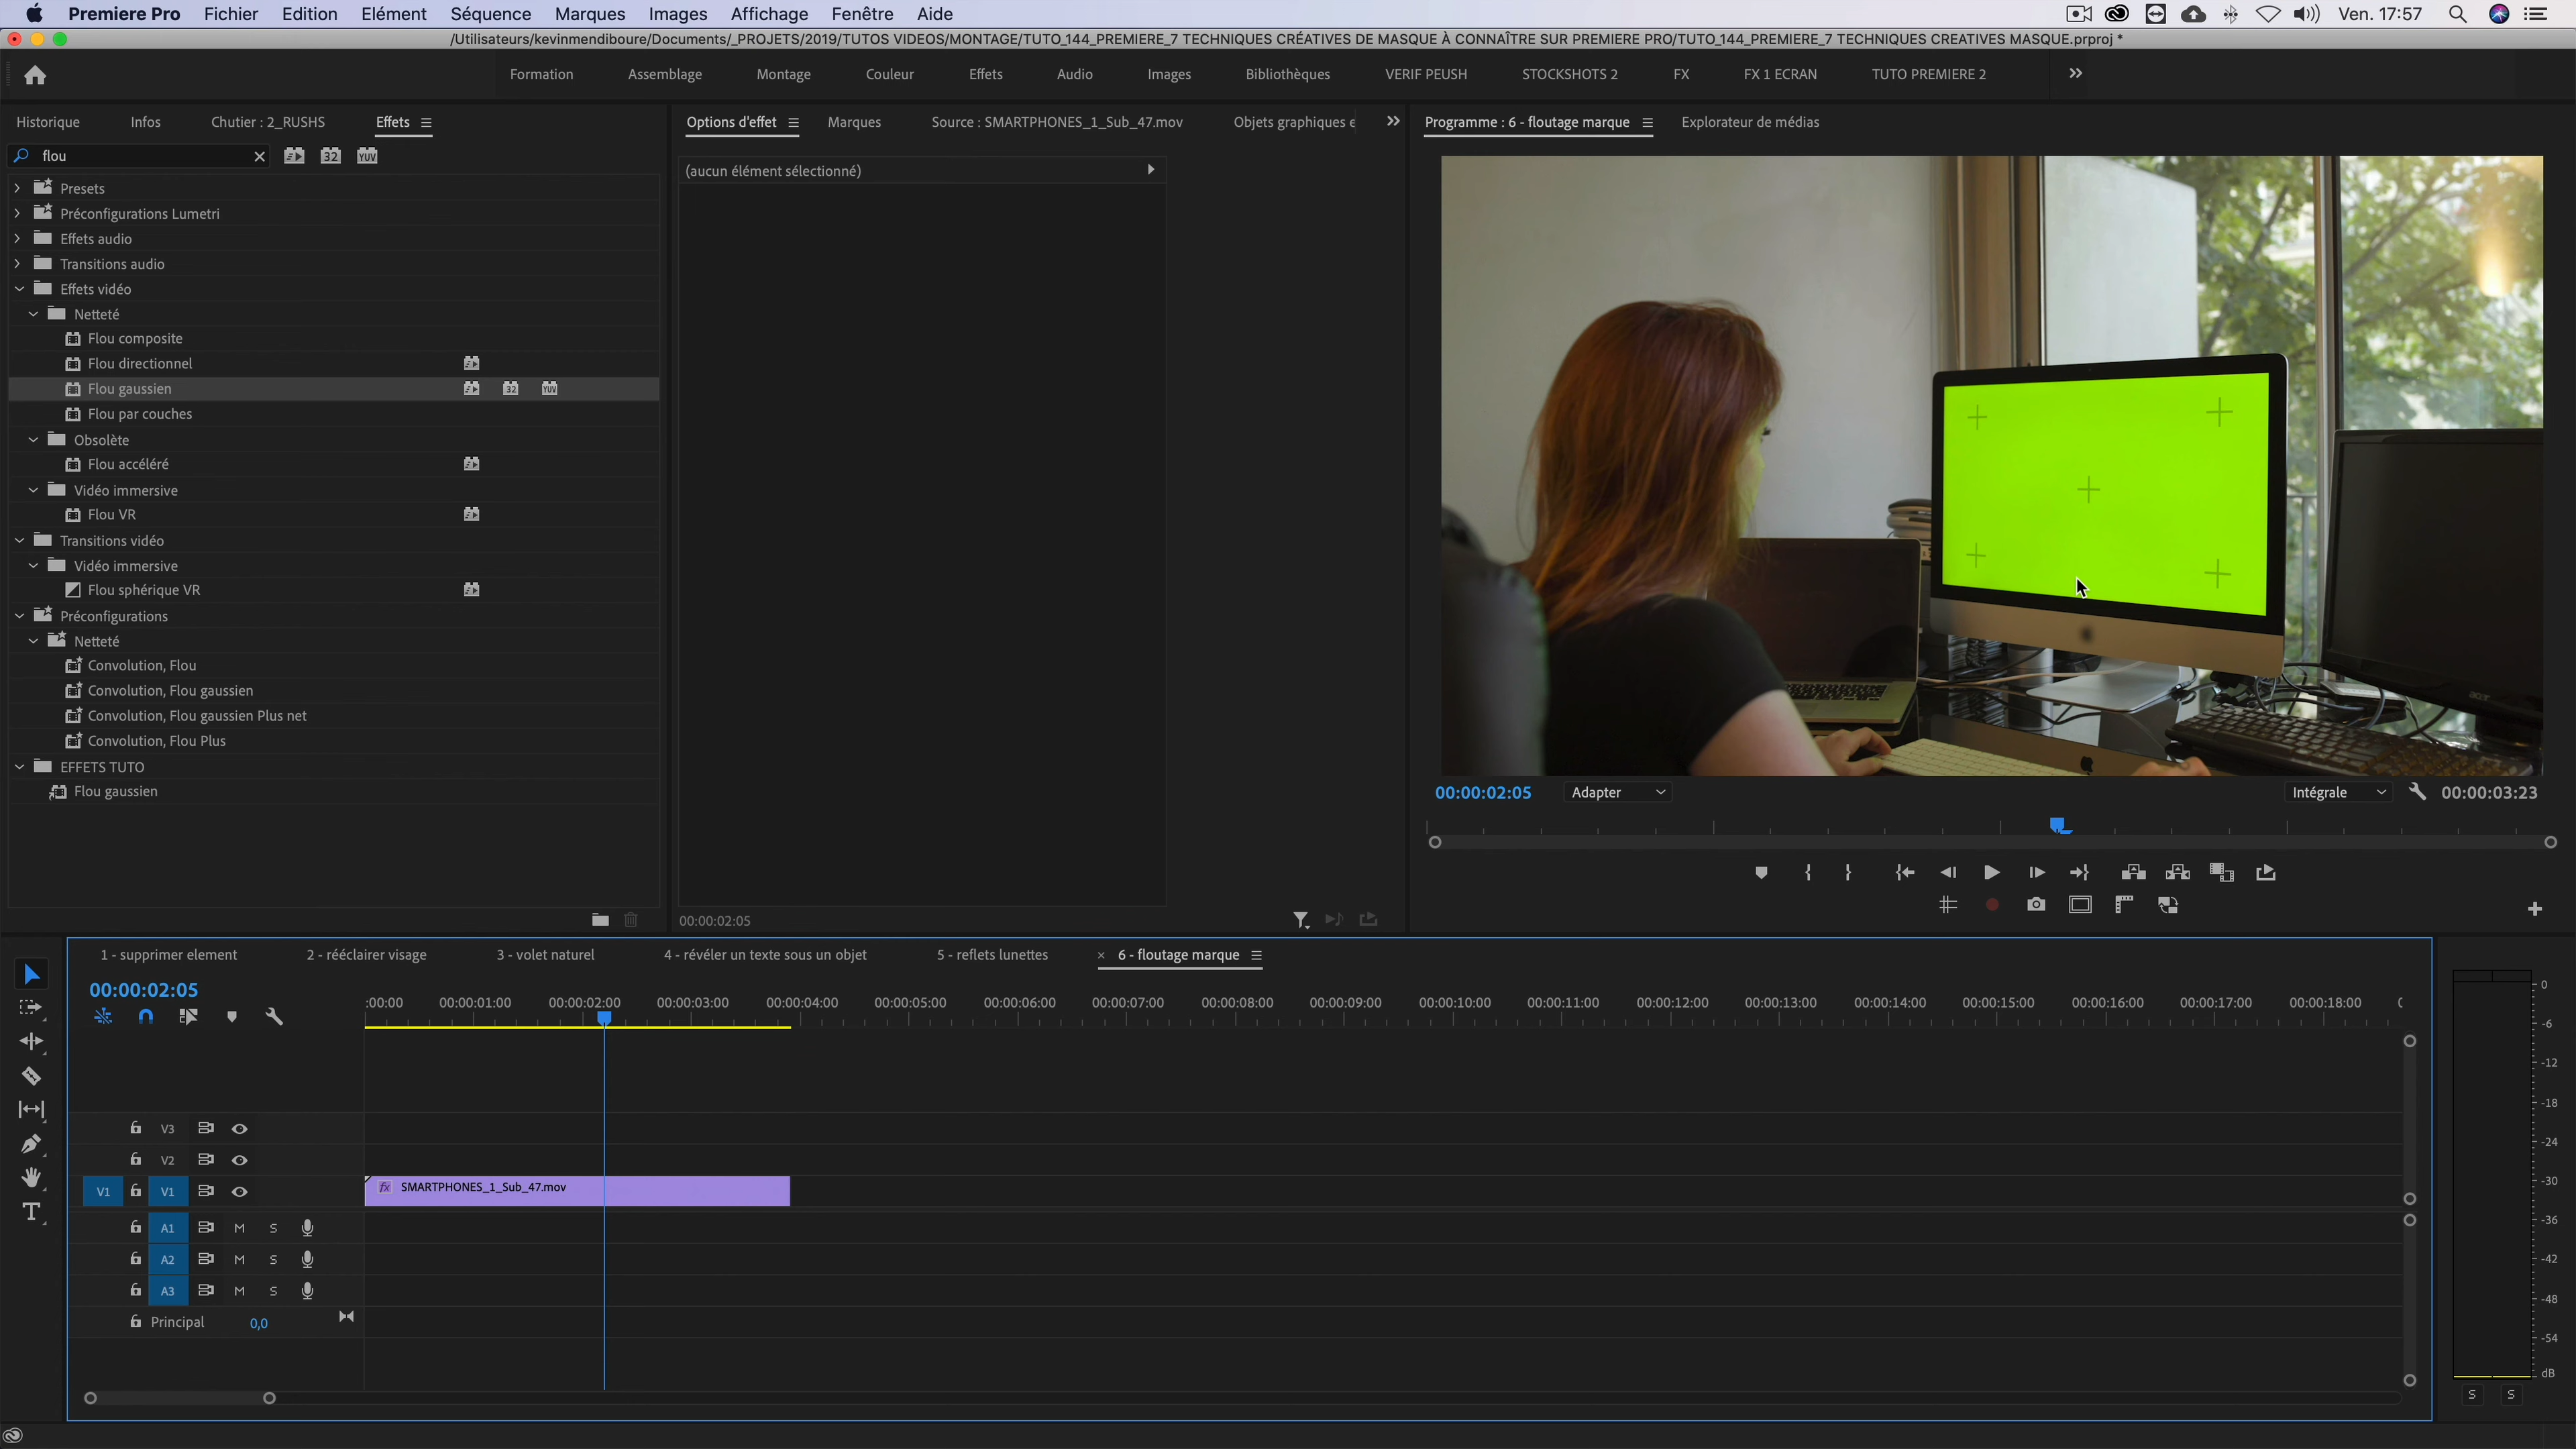 Premiere Pro Fichier Edition Elément Séquence Marques Images Affichage Fenêtre Aide Ven. 17:57
/Utilisateurs/kevinmendiboure/Documents/_PROJETS/2019/TUTOS VIDEOS/MONTAGE/TUTO_144_PREMIERE_7 TECHNIQUES CRÉATIVES DE MASQUE À CONNAÎTRE SUR PREMIERE PRO/TUTO_144_PREMIERE_7 TECHNIQUES CREATIVES MASQUE.prproj *
Formation Assemblage Montage Couleur Effets Audio Images Bibliothèques VERIF PEUSH STOCKSHOTS 2 FX FX 1 ECRAN TUTO PREMIERE 2
Historique Infos Chutier : 2_RUSHS Effets
flou 32 YUV
Presets
Préconfigurations Lumetri
Effets audio
Transitions audio
Effets vidéo
Netteté
Flou composite
Flou directionnel
Flou gaussien 32 YUV
Flou par couches
Obsolète
Flou accéléré
Vidéo immersive
Flou VR
Transitions vidéo
Vidéo immersive
Flou sphérique VR
Préconfigurations
Netteté
Convolution, Flou
Convolution, Flou gaussien
Convolution, Flou gaussien Plus net
Convolution, Flou Plus
EFFETS TUTO
Flou gaussien
Options d'effet Marques Source : SMARTPHONES_1_Sub_47.mov Objets graphiques e
(aucun élément sélectionné)
00:00:02:05
Programme : 6 - floutage marque Explorateur de médias
acer
00:00:02:05 Adapter Intégrale 00:00:03:23
1 - supprimer element 2 - rééclairer visage 3 - volet naturel 4 - révéler un texte sous un objet 5 - reflets lunettes × 6 - floutage marque
00:00:02:05
:00:00 00:00:01:00 00:00:02:00 00:00:03:00 00:00:04:00 00:00:05:00 00:00:06:00 00:00:07:00 00:00:08:00 00:00:09:00 00:00:10:00 00:00:11:00 00:00:12:00 00:00:13:00 00:00:14:00 00:00:15:00 00:00:16:00 00:00:17:00 00:00:18:00
V3
V2
V1 V1 fx SMARTPHONES_1_Sub_47.mov
A1 M S
A2 M S
A3 M S
Principal 0,0
0
-6
-12
-18
-24
-30
-36
-42
-48
-54
dB
S S